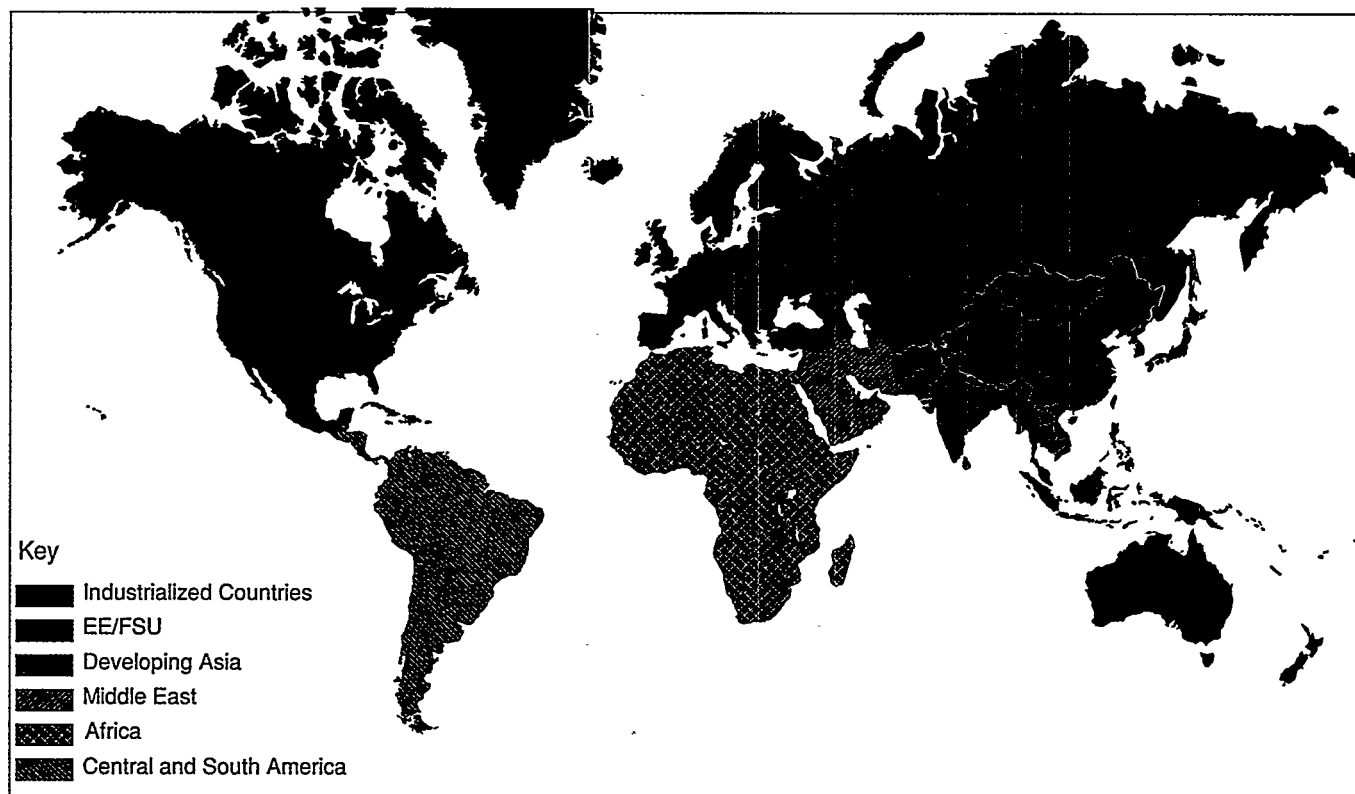 Key
Industrialized Countries
EE/FSU
Developing Asia
Middle East
Africa
Central and South America